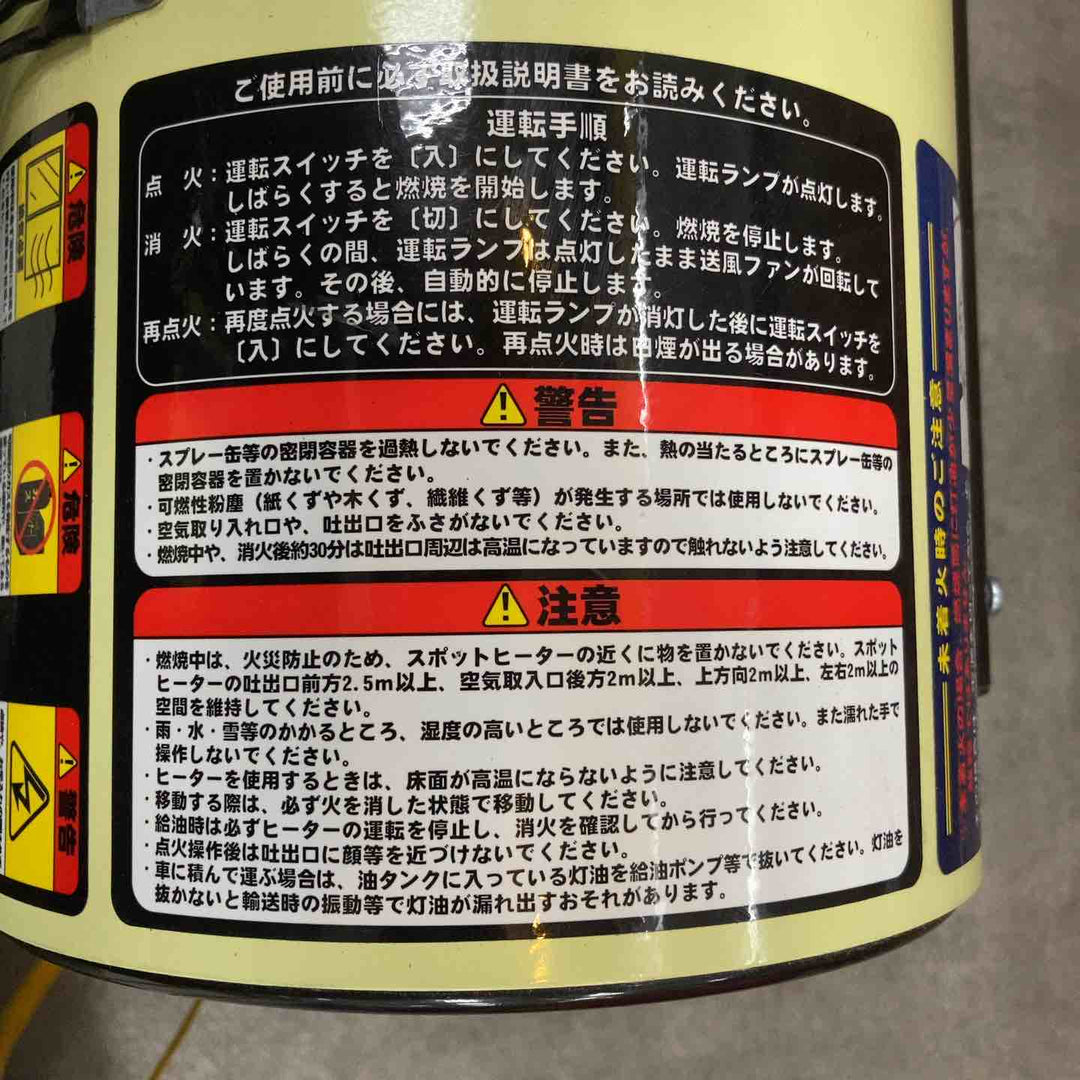 ご使用前に必ず取扱説明書をお読みください。
運転手順
点 火：運転スイッチを〔入〕にしてください。運転ランプが点灯します。
しばらくすると燃焼を開始します。
消 火：運転スイッチを〔切〕にしてください。燃焼を停止します。
しばらくの間、運転ランプは点灯したまま送風ファンが回転して
います。その後、自動的に停止します。
再点火：再度点火する場合には、運転ランプが消灯した後に運転スイッチを
〔入〕にしてください。再点火時は白煙が出る場合があります。
警告
・スプレー缶等の密閉容器を過熱しないでください。また、熱の当たるところにスプレー缶等の
密閉容器を置かないでください。
・可燃性粉塵（紙くずや木くず、繊維くず等）が発生する場所では使用しないでください。
・空気取り入れ口や、吐出口をふさがないでください。
・燃焼中や、消火後約30分は吐出口周辺は高温になっていますので触れないよう注意してください。
注意
・燃焼中は、火災防止のため、スポットヒーターの近くに物を置かないでください。スポット
ヒーターの吐出口前方2.5m以上、空気取入口後方2m以上、上方向2m以上、左右2m以上の
空間を維持してください。
・雨・水・雪等のかかるところ、湿度の高いところでは使用しないでください。また濡れた手で
操作しないでください。
・ヒーターを使用するときは、床面が高温にならないように注意してください。
・移動する際は、必ず火を消した状態で移動してください。
・給油時は必ずヒーターの運転を停止し、消火を確認してから行ってください。
・点火操作後は吐出口に顔等を近づけないでください。
・車に積んで運ぶ場合は、油タンクに入っている灯油を給油ポンプ等で抜いてください。灯油を
抜かないと輸送時の振動等で灯油が漏れ出すおそれがあります。
危険
危険
警告
未着火時のご注意